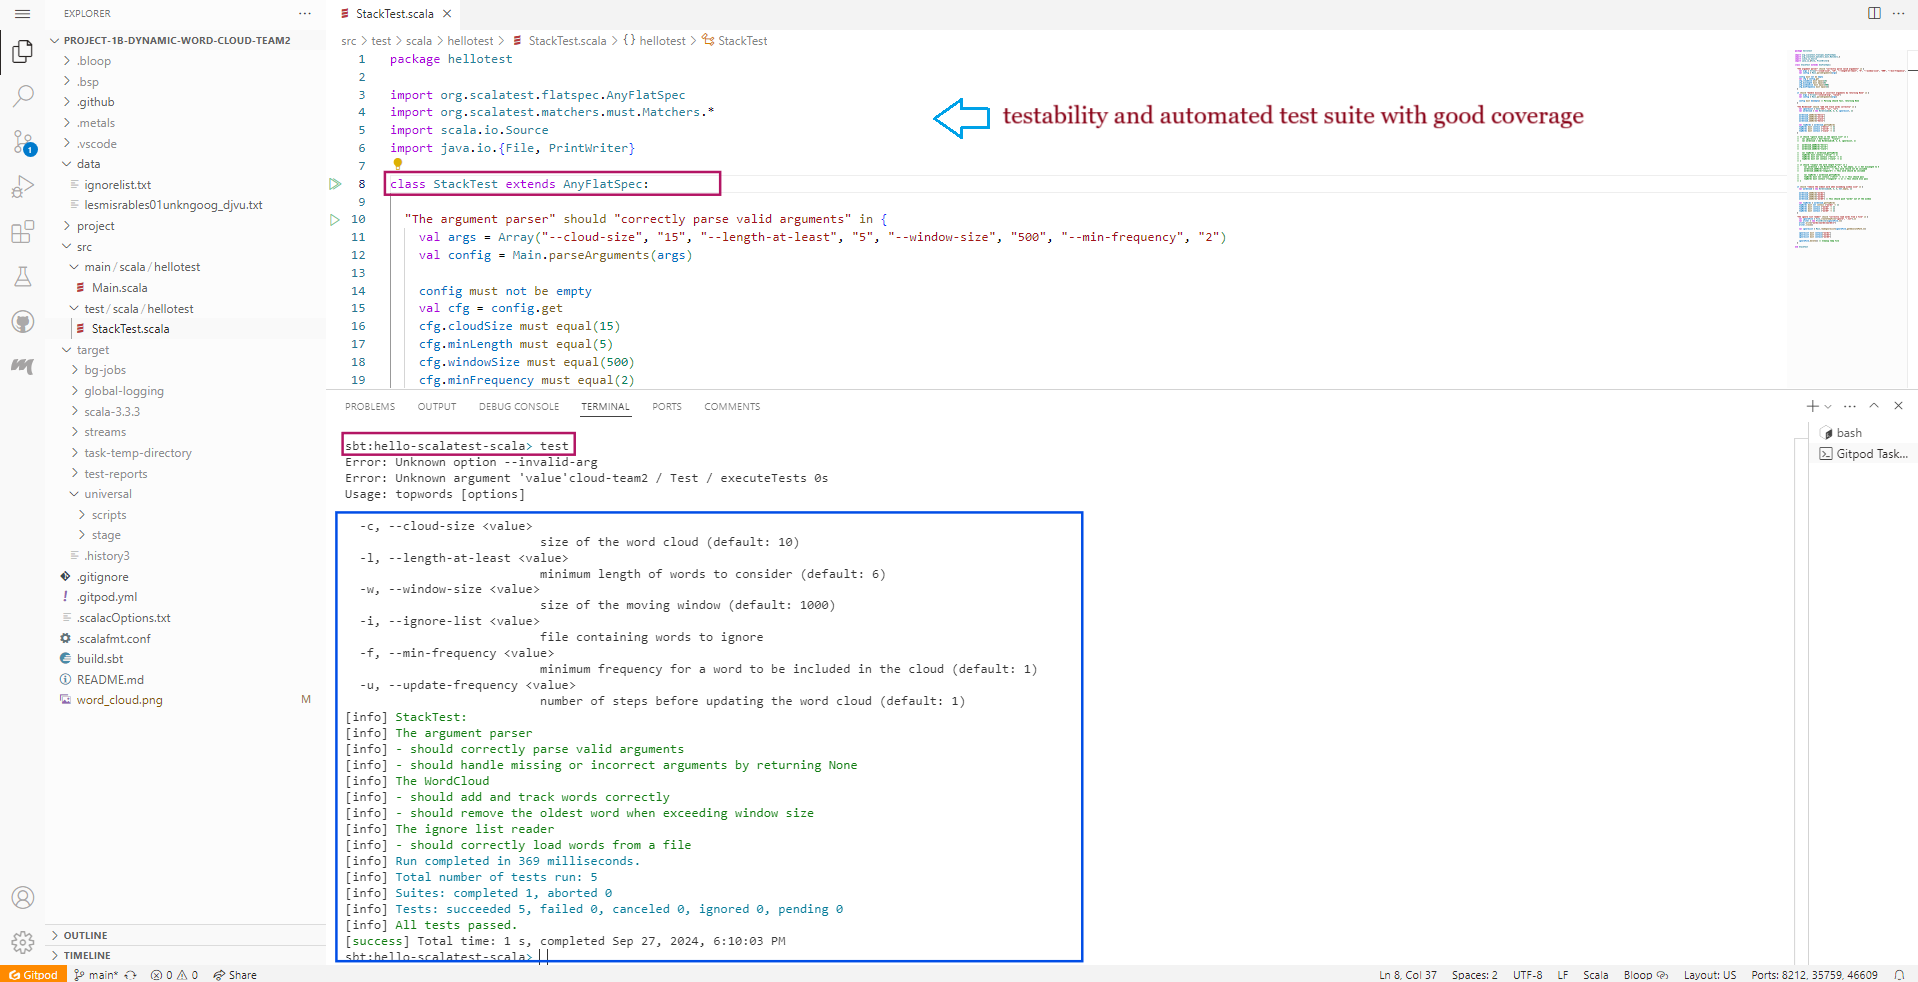 EXPLORER
···
PROJECT-1B-DYNAMIC-WORD-CLOUD-TEAM2
.bloop
.bsp
.github
.metals
.vscode
data
ignorelist.txt
lesmisrables01unkngoog_djvu.txt
project
src
main / scala / hellotest
Main.scala
test / scala / hellotest
StackTest.scala
target
bg-jobs
global-logging
scala-3.3.3
streams
task-temp-directory
test-reports
universal
scripts
stage
.history3
.gitignore
.gitpod.yml
.scalacOptions.txt
.scalafmt.conf
build.sbt
README.md
word_cloud.png M
OUTLINE
TIMELINE
1
StackTest.scala ×
src > test > scala > hellotest > StackTest.scala > {} hellotest > StackTest
1 package hellotest
2
3 import org.scalatest.flatspec.AnyFlatSpec
4 import org.scalatest.matchers.must.Matchers.*
5 import scala.io.Source
6 import java.io.{File, PrintWriter}
7
8 class StackTest extends AnyFlatSpec:
9
10 "The argument parser" should "correctly parse valid arguments" in {
11 val args = Array("--cloud-size", "15", "--length-at-least", "5", "--window-size", "500", "--min-frequency", "2")
12 val config = Main.parseArguments(args)
13
14 config must not be empty
15 val cfg = config.get
16 cfg.cloudSize must equal(15)
17 cfg.minLength must equal(5)
18 cfg.windowSize must equal(500)
19 cfg.minFrequency must equal(2)
testability and automated test suite with good coverage
PROBLEMS OUTPUT DEBUG CONSOLE TERMINAL PORTS COMMENTS
bash
Gitpod Task...
sbt:hello-scalatest-scala> test
Error: Unknown option --invalid-arg
Error: Unknown argument 'value'cloud-team2 / Test / executeTests 0s
Usage: topwords [options]
-c, --cloud-size <value>
size of the word cloud (default: 10)
-l, --length-at-least <value>
minimum length of words to consider (default: 6)
-w, --window-size <value>
size of the moving window (default: 1000)
-i, --ignore-list <value>
file containing words to ignore
-f, --min-frequency <value>
minimum frequency for a word to be included in the cloud (default: 1)
-u, --update-frequency <value>
number of steps before updating the word cloud (default: 1)
[info] StackTest:
[info] The argument parser
[info] - should correctly parse valid arguments
[info] - should handle missing or incorrect arguments by returning None
[info] The WordCloud
[info] - should add and track words correctly
[info] - should remove the oldest word when exceeding window size
[info] The ignore list reader
[info] - should correctly load words from a file
[info] Run completed in 369 milliseconds.
[info] Total number of tests run: 5
[info] Suites: completed 1, aborted 0
[info] Tests: succeeded 5, failed 0, canceled 0, ignored 0, pending 0
[info] All tests passed.
[success] Total time: 1 s, completed Sep 27, 2024, 6:10:03 PM
sbt:hello-scalatest-scala>
Gitpod main* 0 0 Share Ln 8, Col 37 Spaces: 2 UTF-8 LF Scala Bloop Layout: US Ports: 8212, 35759, 46609